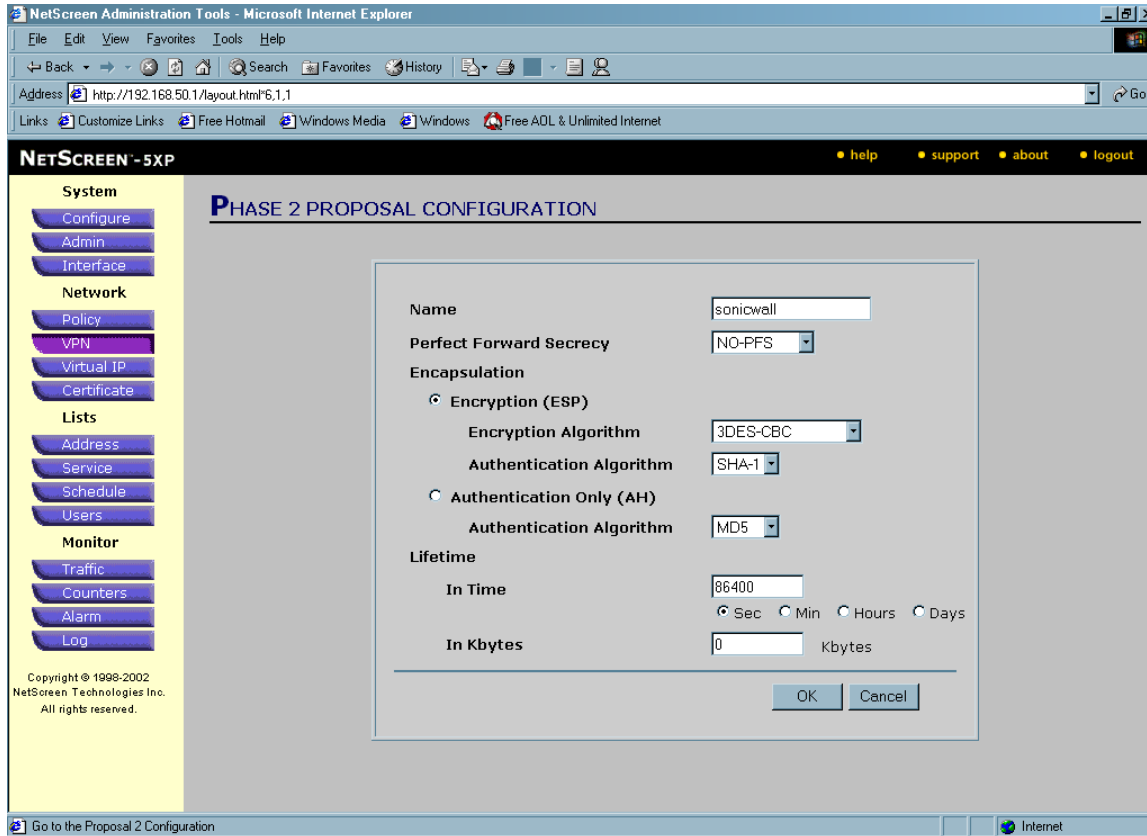 NetScreen Administration Tools - Microsoft Internet Explorer
File Edit View Favorites Tools Help
Back Search Favorites History
Address http://192.168.50.1/layout.html*6,1,1 Go
Links Customize Links Free Hotmail Windows Media Windows Free AOL & Unlimited Internet
NETSCREEN™-5XP help support about logout
System
Configure
Admin
Interface
Network
Policy
VPN
Virtual IP
Certificate
Lists
Address
Service
Schedule
Users
Monitor
Traffic
Counters
Alarm
Log
Copyright © 1998-2002
NetScreen Technologies Inc.
All rights reserved.
PHASE 2 PROPOSAL CONFIGURATION
Name sonicwall
Perfect Forward Secrecy NO-PFS
Encapsulation
Encryption (ESP)
Encryption Algorithm 3DES-CBC
Authentication Algorithm SHA-1
Authentication Only (AH)
Authentication Algorithm MD5
Lifetime
In Time 86400
Sec Min Hours Days
In Kbytes 0 Kbytes
OK Cancel
Go to the Proposal 2 Configuration Internet